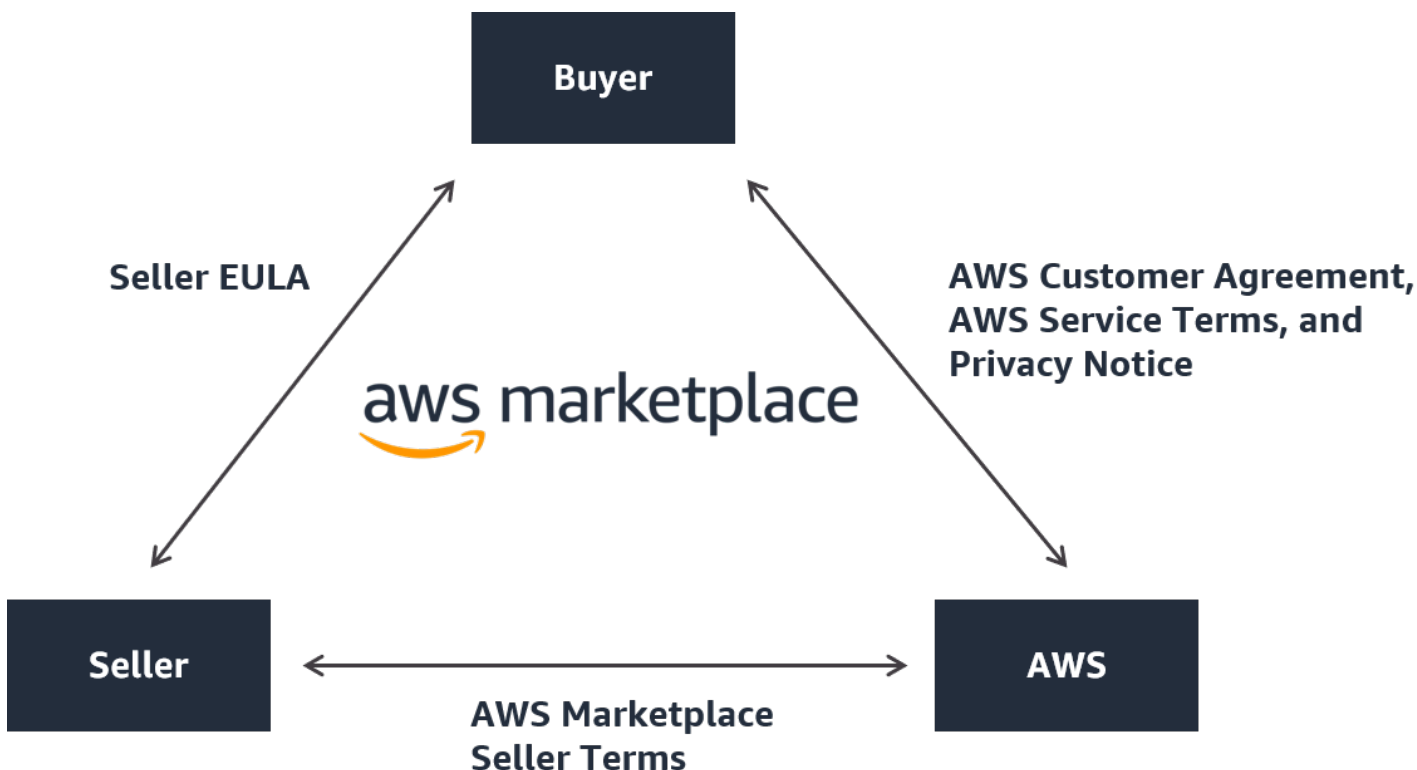 Buyer
Seller EULA
AWS Customer Agreement,
AWS Service Terms, and
Privacy Notice
aws marketplace
Seller
AWS
AWS Marketplace
Seller Terms